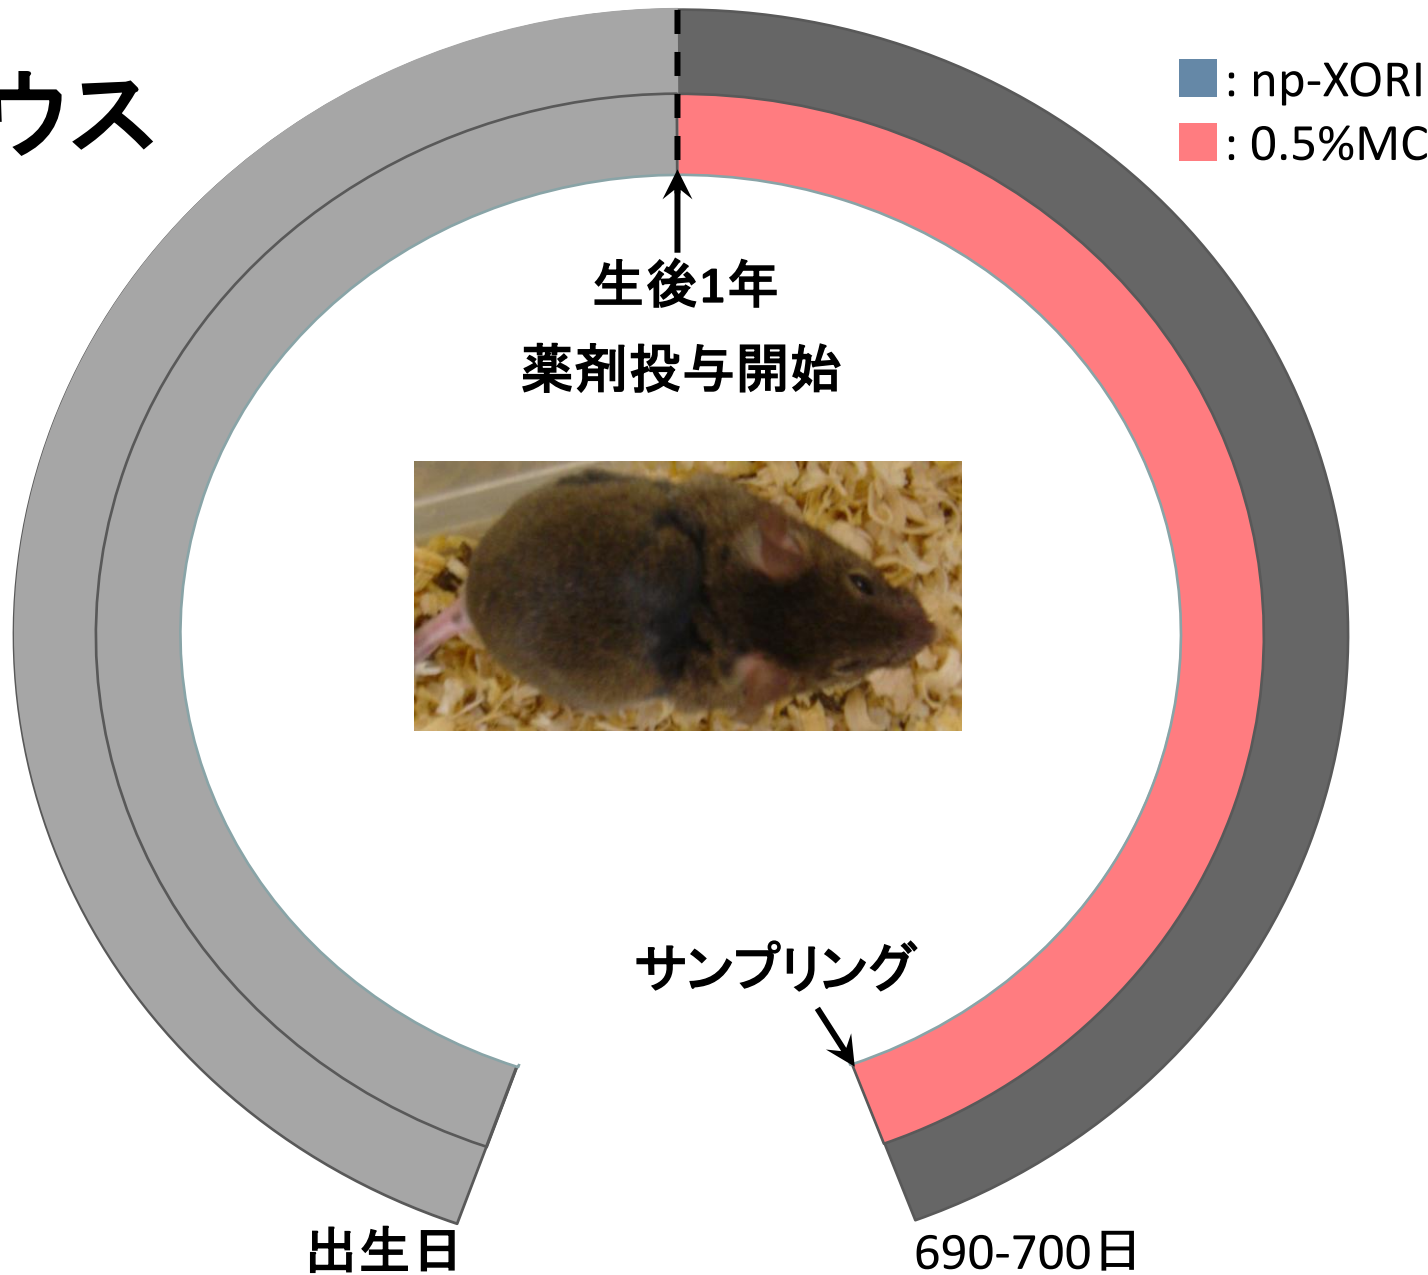 ウス
: np-XORI
: 0.5%MC
生後1年
薬剤投与開始
サンプリング
出生日
690-700日